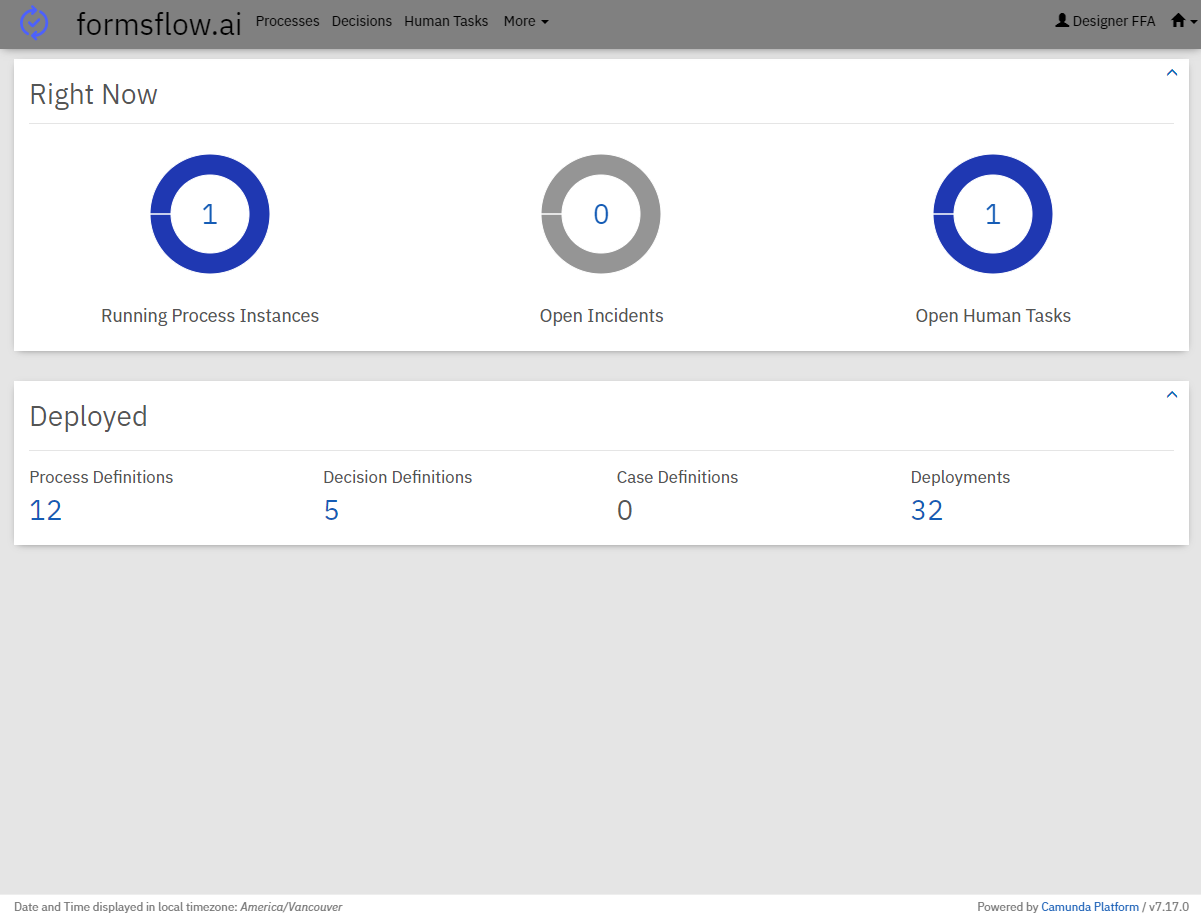 formsflow.ai Processes Decisions Human Tasks More Designer FFA
Right Now
1 0 1
Running Process Instances Open Incidents Open Human Tasks
Deployed
Process Definitions Decision Definitions Case Definitions Deployments
12 5 0 32
Date and Time displayed in local timezone: America/Vancouver Powered by Camunda Platform / v7.17.0